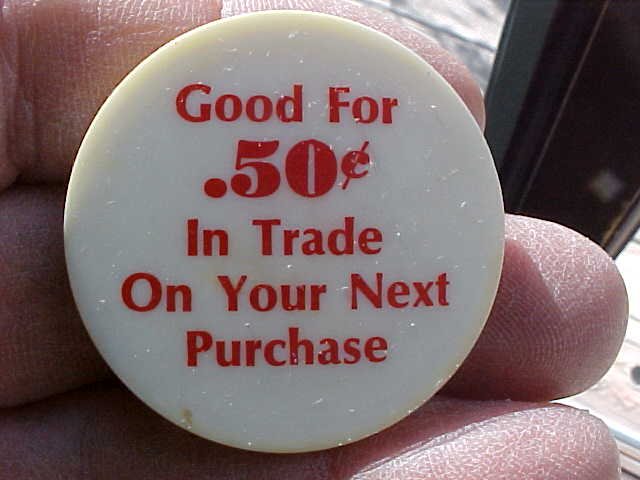 Good For
.50¢
In Trade
On Your Next
Purchase